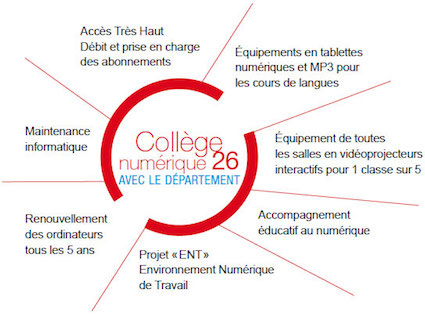 Accès Très Haut
Débit et prise en charge
des abonnements
Équipements en tablettes
numériques et MP3 pour
les cours de langues
Maintenance
informatique
Collège
numérique 26
AVEC LE DÉPARTEMENT
Équipement de toutes
les salles en vidéoprojecteurs
interactifs pour 1 classe sur 5
Renouvellement
des ordinateurs
tous les 5 ans
Accompagnement
éducatif au numérique
Projet «ENT»
Environnement Numérique
de Travail